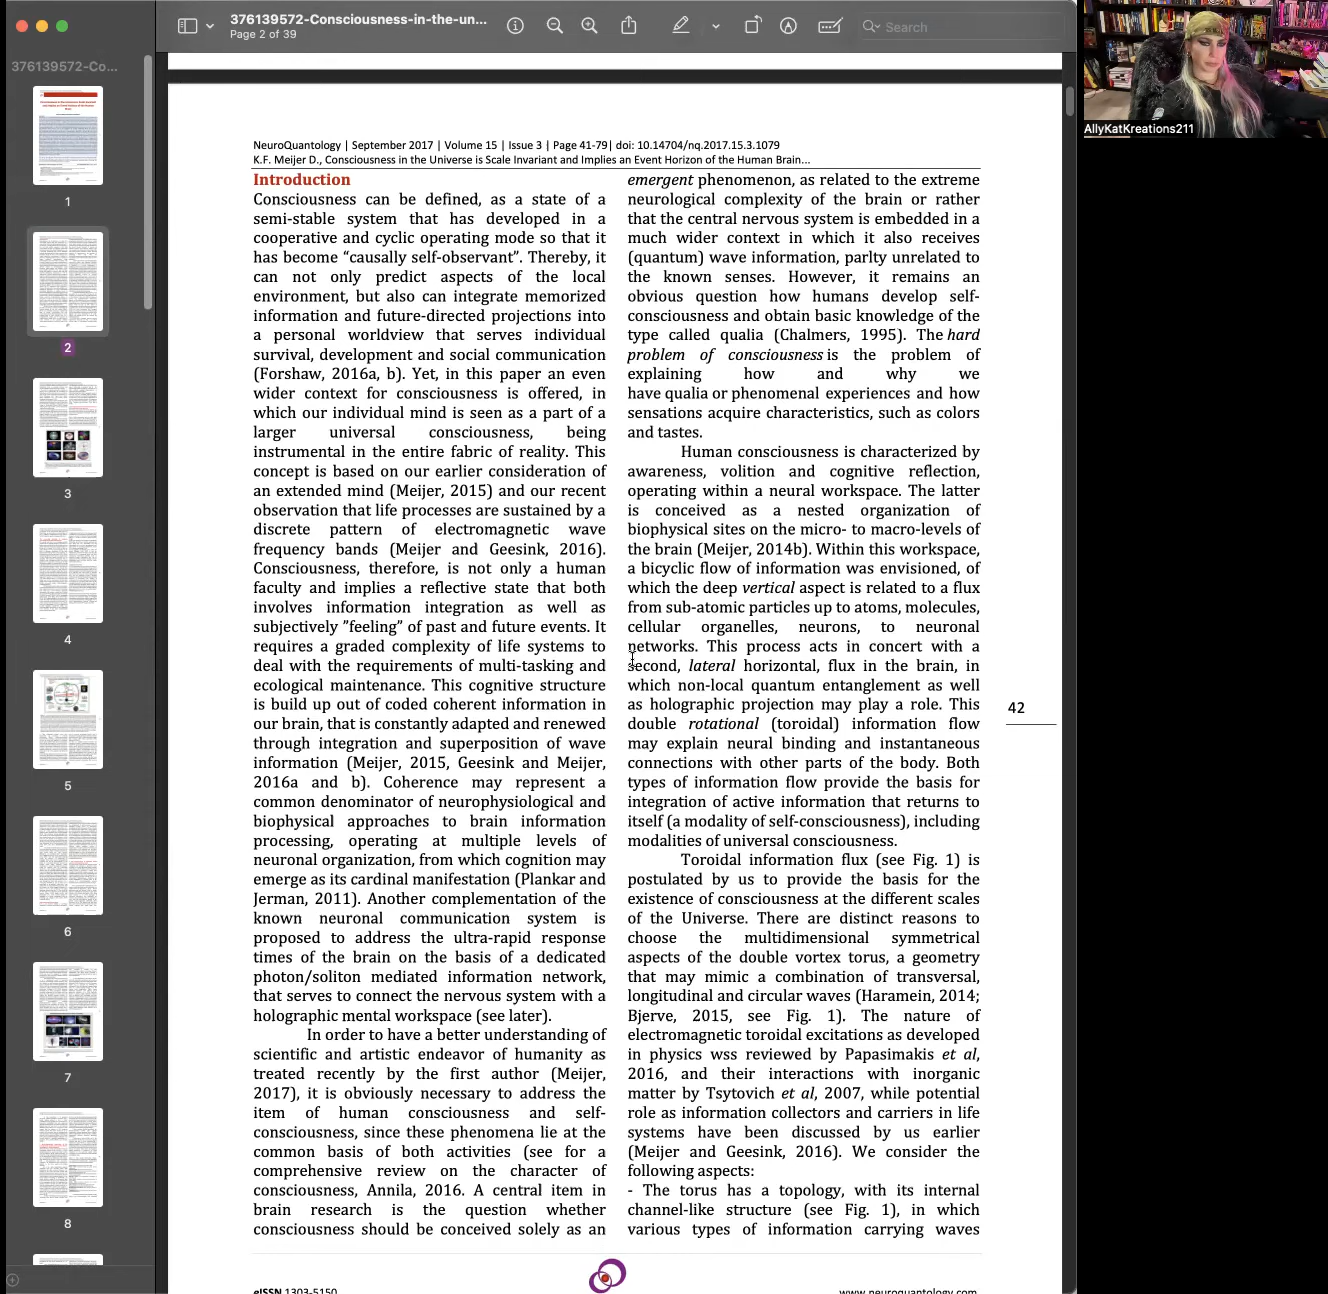 376139572-Consciousness-in-the-un...
Page 2 of 39
Search
376139572-Co...
1
2
3
4
5
6
7
8
AllyKatKreations211
NeuroQuantology | September 2017 | Volume 15 | Issue 3 | Page 41-79| doi: 10.14704/nq.2017.15.3.1079
K.F. Meijer D., Consciousness in the Universe is Scale Invariant and Implies an Event Horizon of the Human Brain...
Introduction
Consciousness can be defined, as a state of a
semi-stable system that has developed in a
cooperative and cyclic operating mode so that it
has become “causally self-observant”. Thereby, it
can not only predict aspects of the local
environment, but also can integrate memorized
information and future-directed projections into
a personal worldview that serves individual
survival, development and social communication
(Forshaw, 2016a, b). Yet, in this paper an even
wider context for consciousness is offered, in
which our individual mind is seen as a part of a
larger universal consciousness, being
instrumental in the entire fabric of reality. This
concept is based on our earlier consideration of
an extended mind (Meijer, 2015) and our recent
observation that life processes are sustained by a
discrete pattern of electromagnetic wave
frequency bands (Meijer and Geesink, 2016).
Consciousness, therefore, is not only a human
faculty and implies a reflective state that both
involves information integration as well as
subjectively ”feeling” of past and future events. It
requires a graded complexity of life systems to
deal with the requirements of multi-tasking and
ecological maintenance. This cognitive structure
is build up out of coded coherent information in
our brain, that is constantly adapted and renewed
through integration and superposition of wave
information (Meijer, 2015, Geesink and Meijer,
2016a and b). Coherence may represent a
common denominator of neurophysiological and
biophysical approaches to brain information
processing, operating at multiple levels of
neuronal organization, from which cognition may
emerge as its cardinal manifestation (Plankar and
Jerman, 2011). Another complementation of the
known neuronal communication system is
proposed to address the ultra-rapid response
times of the brain on the basis of a dedicated
photon/soliton mediated information network,
that serves to connect the nervous system with a
holographic mental workspace (see later).
In order to have a better understanding of
scientific and artistic endeavor of humanity as
treated recently by the first author (Meijer,
2017), it is obviously necessary to address the
item of human consciousness and self-
consciousness, since these phenomena lie at the
common basis of both activities (see for a
comprehensive review on the character of
consciousness, Annila, 2016. A central item in
brain research is the question whether
consciousness should be conceived solely as an
emergent phenomenon, as related to the extreme
neurological complexity of the brain or rather
that the central nervous system is embedded in a
much wider context in which it also receives
(quantum) wave information, parlty unrelated to
the known senses. However, it remains an
obvious question how humans develop self-
consciousness and obtain basic knowledge of the
type called qualia (Chalmers, 1995). The hard
problem of consciousness is the problem of
explaining how and why we
have qualia or phenomenal experiences and how
sensations acquire characteristics, such as colors
and tastes.
Human consciousness is characterized by
awareness, volition and cognitive reflection,
operating within a neural workspace. The latter
is conceived as a nested organization of
biophysical sites on the micro- to macro-levels of
the brain (Meijer, 2014b). Within this workspace,
a bicyclic flow of information was envisioned, of
which the deep vertical aspect is related to a flux
from sub-atomic particles up to atoms, molecules,
cellular organelles, neurons, to neuronal
networks. This process acts in concert with a
second, lateral horizontal, flux in the brain, in
which non-local quantum entanglement as well
as holographic projection may play a role. This
double rotational (toroidal) information flow
may explain neural binding and instantaneous
connections with other parts of the body. Both
types of information flow provide the basis for
integration of active information that returns to
itself (a modality of self-consciousness), including
modalities of universal consciousness.
Toroidal information flux (see Fig. 1) is
postulated by us to provide the basis for the
existence of consciousness at the different scales
of the Universe. There are distinct reasons to
choose the multidimensional symmetrical
aspects of the double vortex torus, a geometry
that may mimic a combination of transversal,
longitudinal and circular waves (Haramein, 2014;
Bjerve, 2015, see Fig. 1). The nature of
electromagnetic toroidal excitations as developed
in physics wss reviewed by Papasimakis et al,
2016, and their interactions with inorganic
matter by Tsytovich et al, 2007, while potential
role as information collectors and carriers in life
systems have been discussed by us earlier
(Meijer and Geesink, 2016). We consider the
following aspects:
- The torus has a topology, with its internal
channel-like structure (see Fig. 1), in which
various types of information carrying waves
42
eISSN 1303-5150
www.neuroquantology.com